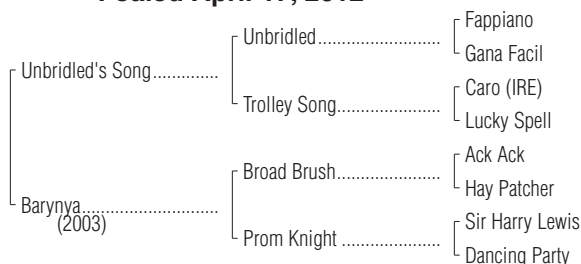 Foaled April 17, 2012
Fappiano
Unbridled
Gana Facil
Unbridled's Song
Caro (IRE)
Trolley Song
Lucky Spell
Ack Ack
Broad Brush
Hay Patcher
Barynya
(2003)
Sir Harry Lewis
Prom Knight
Dancing Party